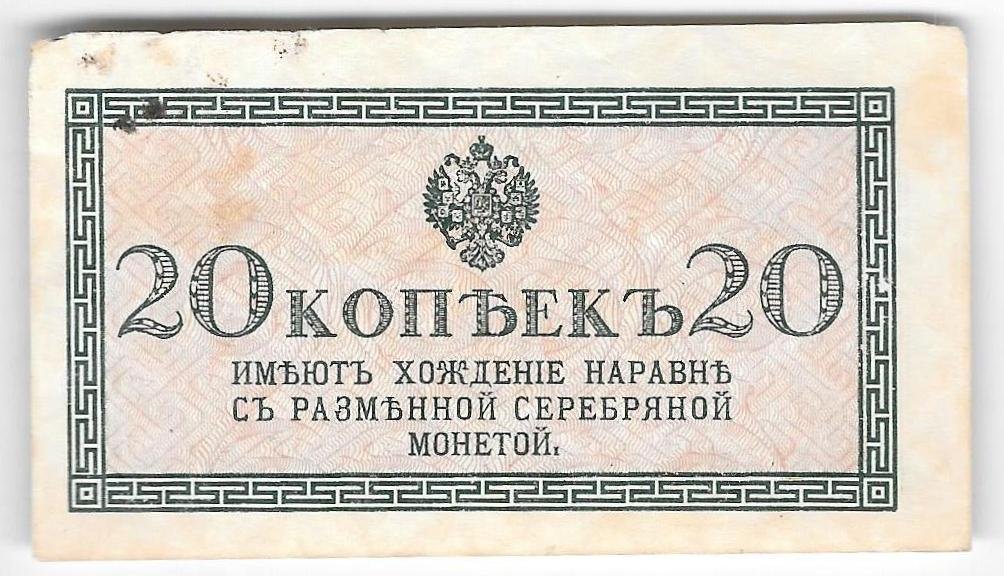 20 КОПѢЕКЪ 20
ИМѢЮТЪ ХОЖДЕНІЕ НАРАВНѢ
СЪ РАЗМѢННОЙ СЕРЕБРЯНОЙ
МОНЕТОЙ.